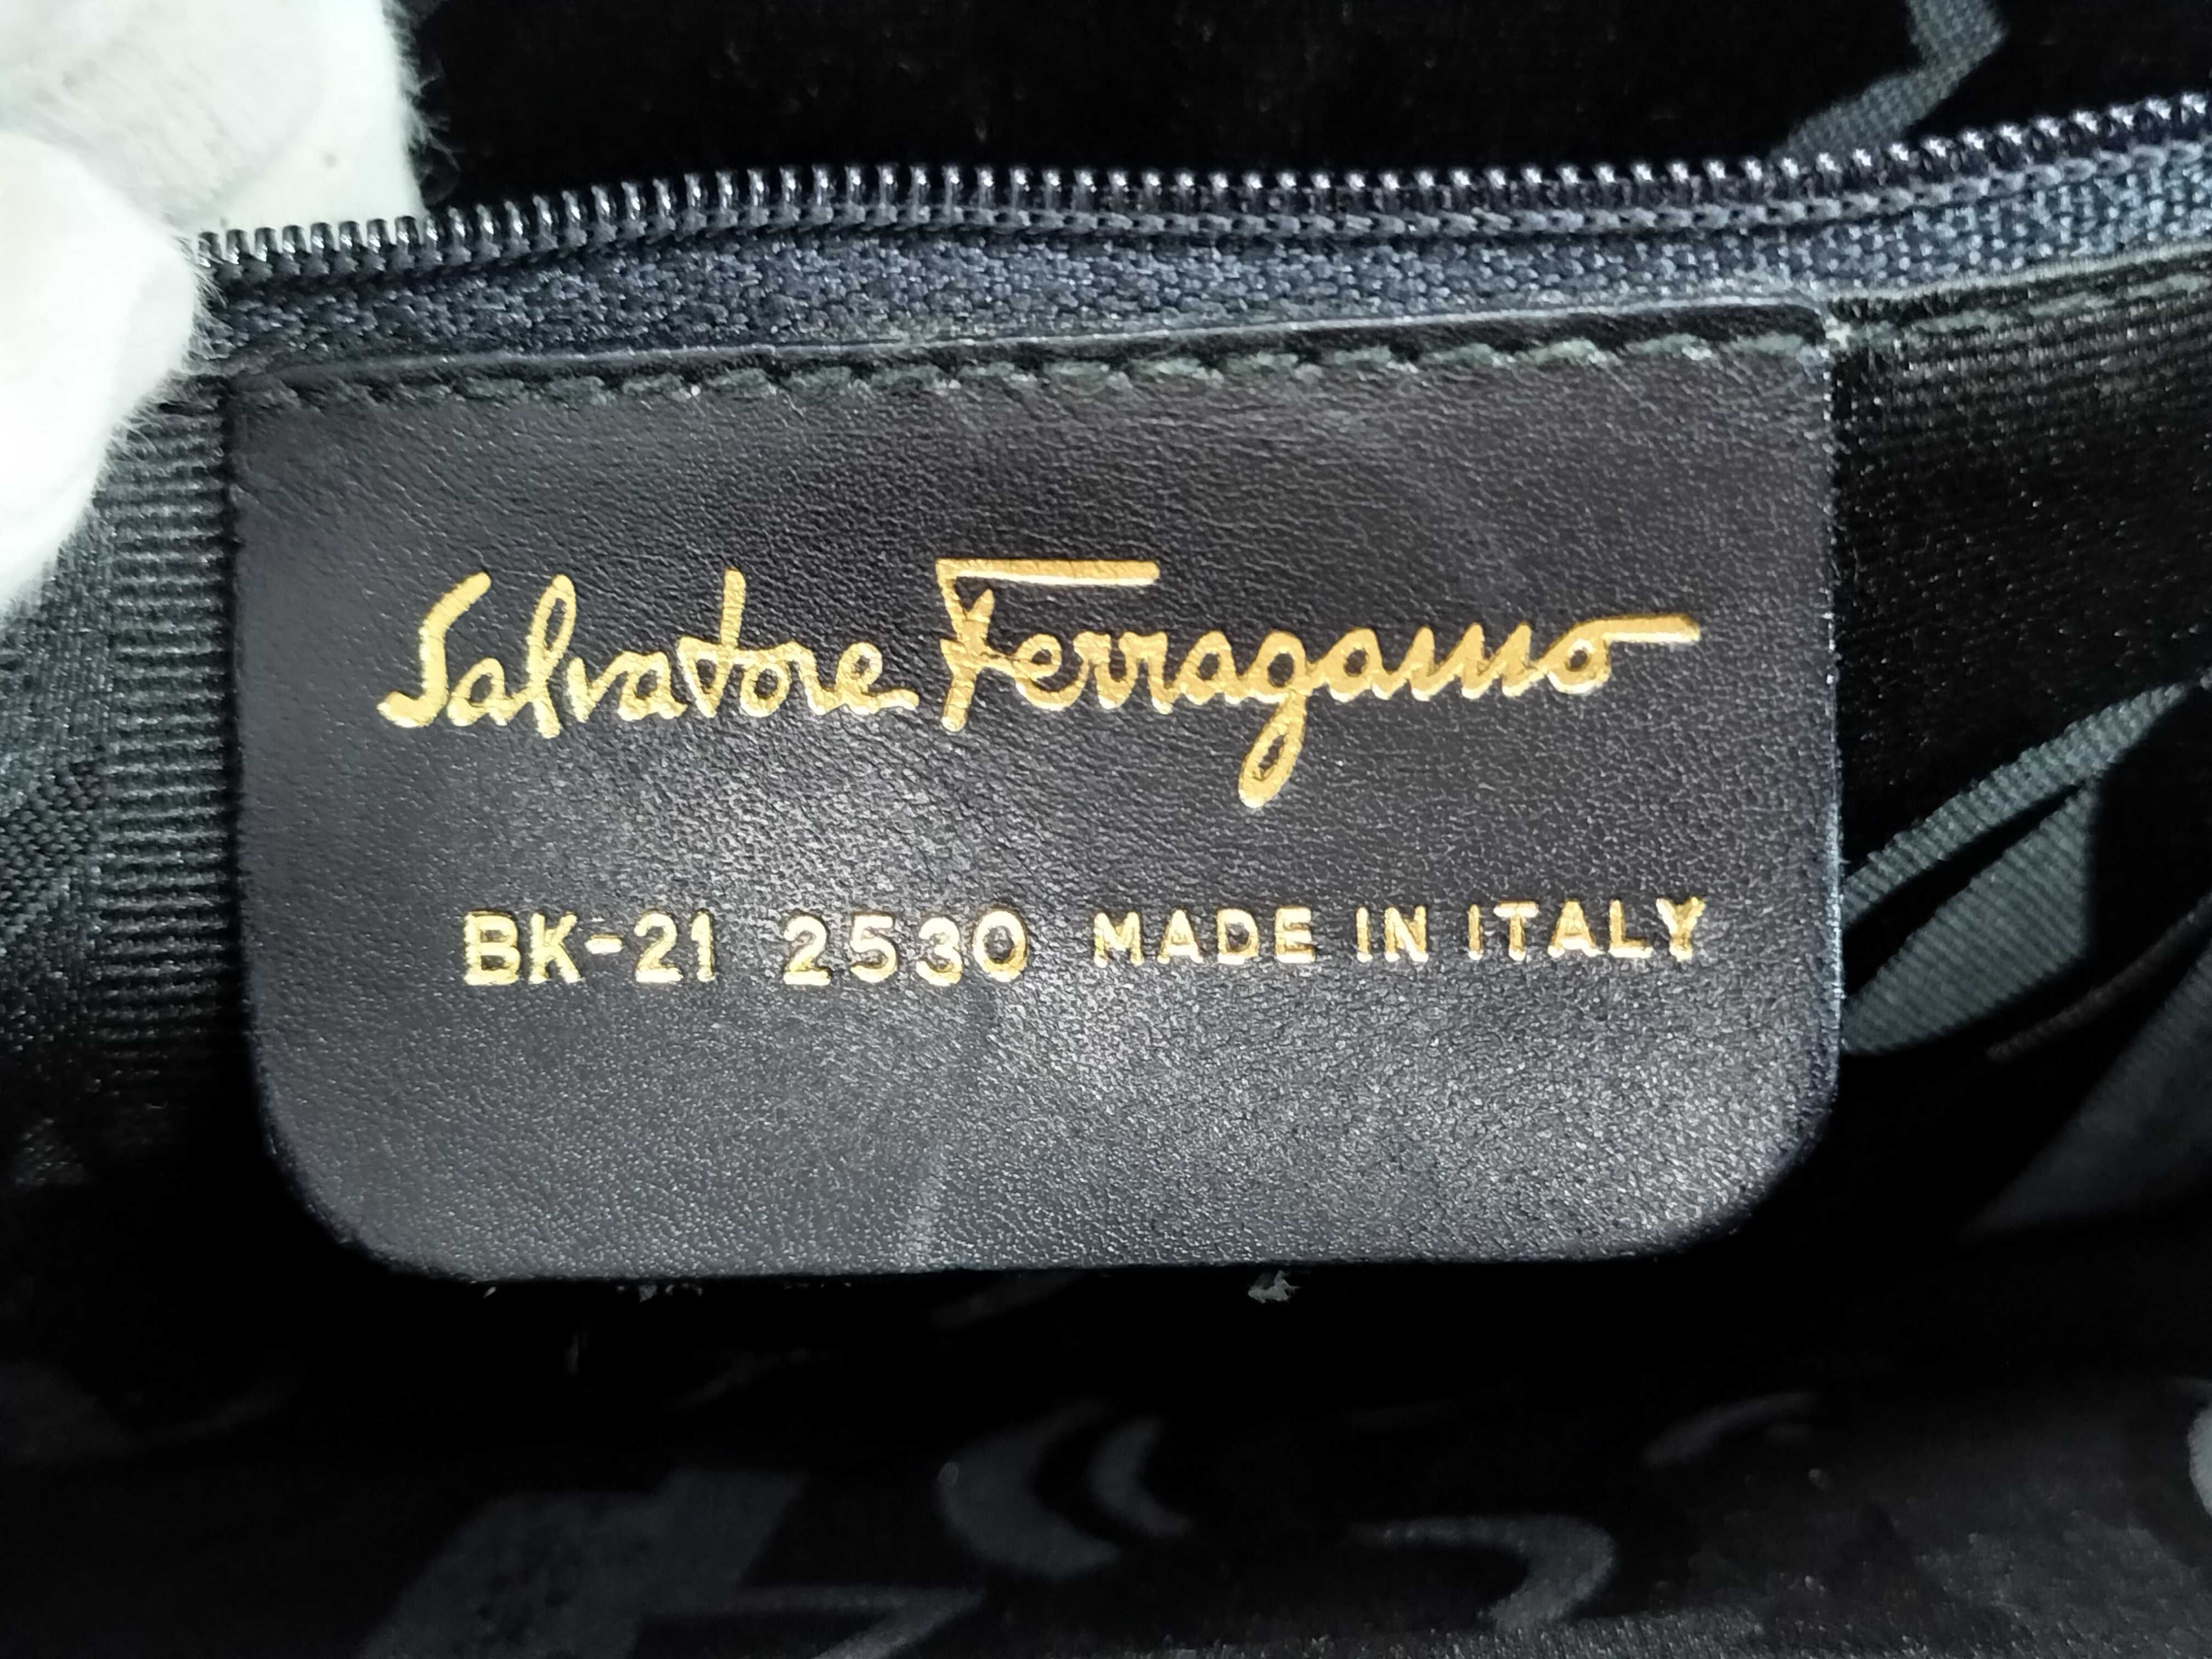 Salvatore Ferragamo
BK-21 2530 MADE IN ITALY